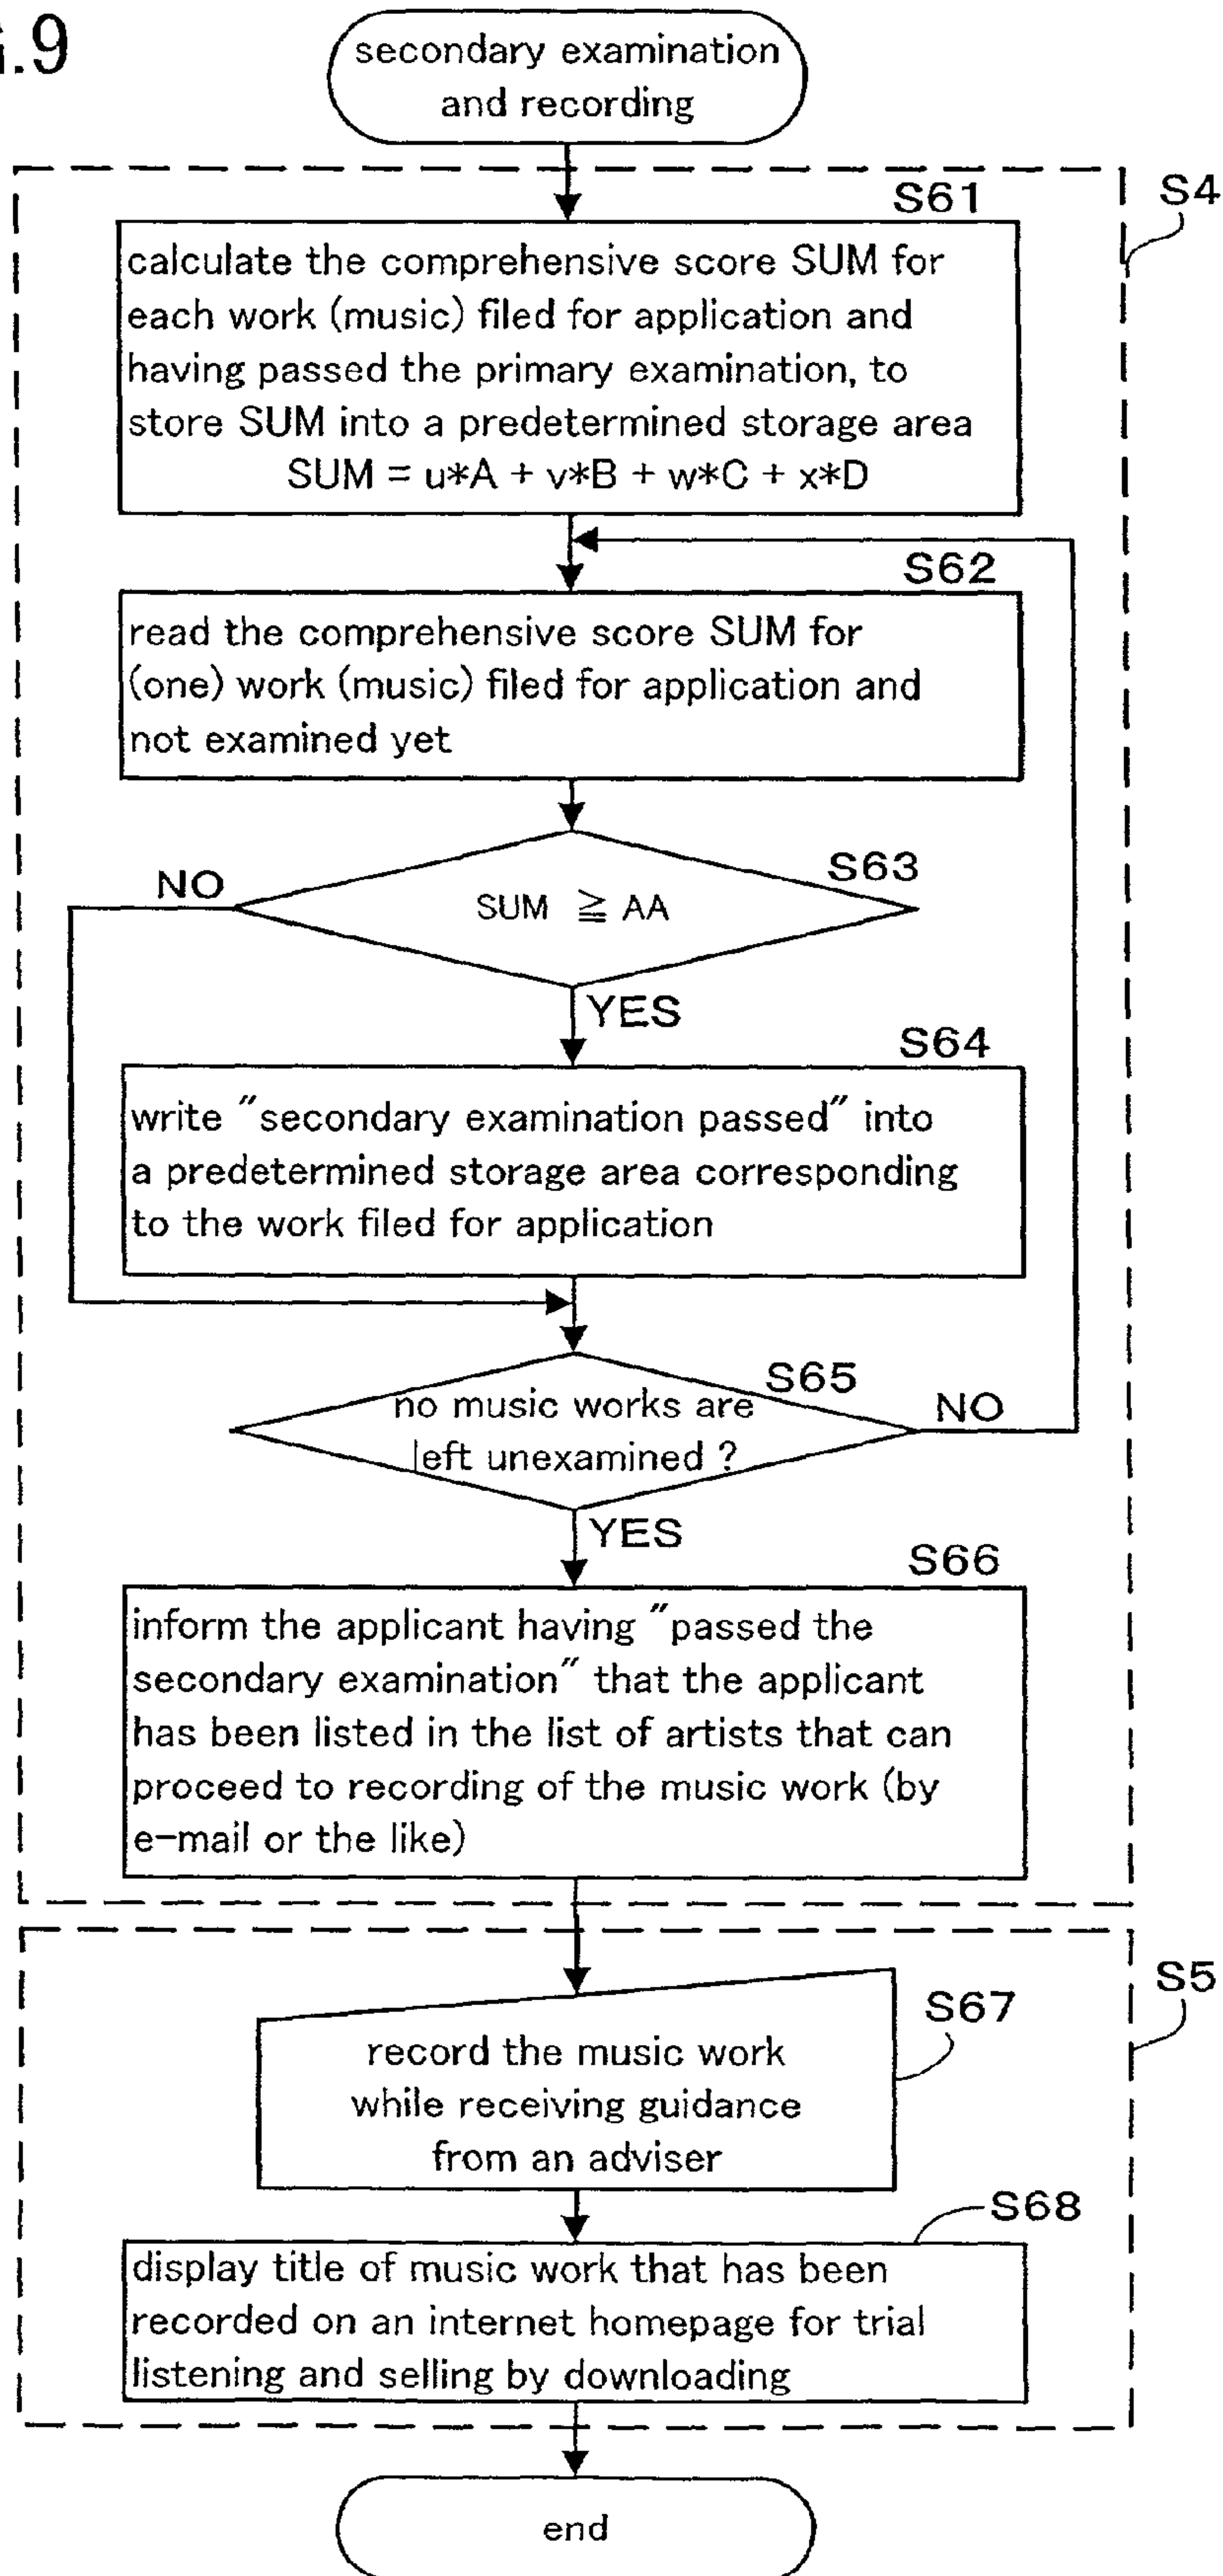 .9
secondary examination
and recording
S4
S61
calculate the comprehensive score SUM for
each work (music) filed for application and
having passed the primary examination, to
store SUM into a predetermined storage area
SUM = u*A + v*B + w*C + x*D
S62
read the comprehensive score SUM for
(one) work (music) filed for application and
not examined yet
S63
NO
SUM ≧ AA
YES
S64
write "secondary examination passed" into
a predetermined storage area corresponding
to the work filed for application
S65
no music works are
left unexamined ?
NO
YES
S66
inform the applicant having "passed the
secondary examination" that the applicant
has been listed in the list of artists that can
proceed to recording of the music work (by
e-mail or the like)
S5
S67
record the music work
while receiving guidance
from an adviser
S68
display title of music work that has been
recorded on an internet homepage for trial
listening and selling by downloading
end